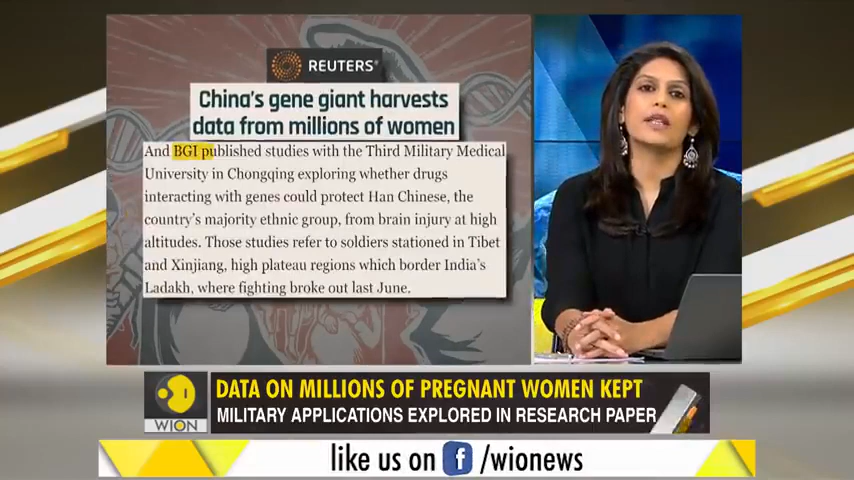 REUTERS
China's gene giant harvests
data from millions of women
And BGI published studies with the Third Military Medical
University in Chongqing exploring whether drugs
interacting with genes could protect Han Chinese, the
country's majority ethnic group, from brain injury at high
altitudes. Those studies refer to soldiers stationed in Tibet
and Xinjiang, high plateau regions which border India's
Ladakh, where fighting broke out last June.
DATA ON MILLIONS OF PREGNANT WOMEN KEPT
MILITARY APPLICATIONS EXPLORED IN RESEARCH PAPER
WION
like us on f /wionews